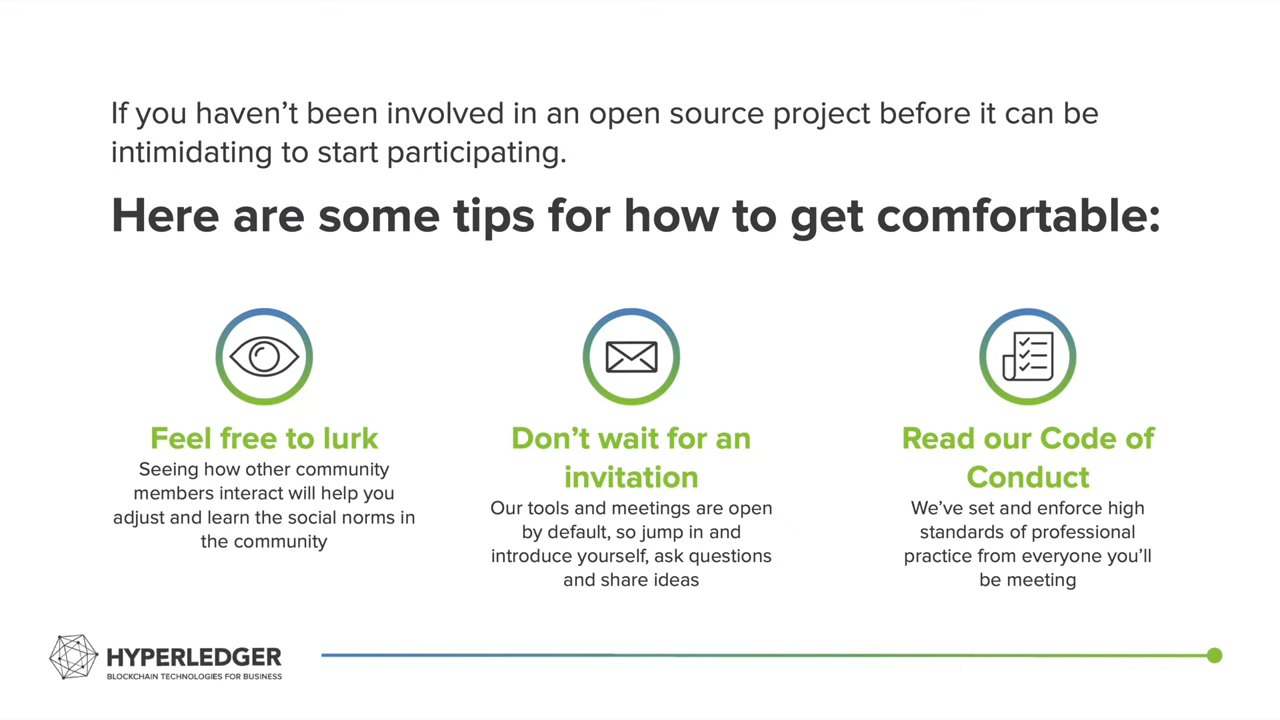 If you haven’t been involved in an open source project before it can be
intimidating to start participating.
Here are some tips for how to get comfortable:
Feel free to lurk
Seeing how other community
members interact will help you
adjust and learn the social norms in
the community
Don’t wait for an
invitation
Our tools and meetings are open
by default, so jump in and
introduce yourself, ask questions
and share ideas
Read our Code of
Conduct
We’ve set and enforce high
standards of professional
practice from everyone you’ll
be meeting
HYPERLEDGER
BLOCKCHAIN TECHNOLOGIES FOR BUSINESS